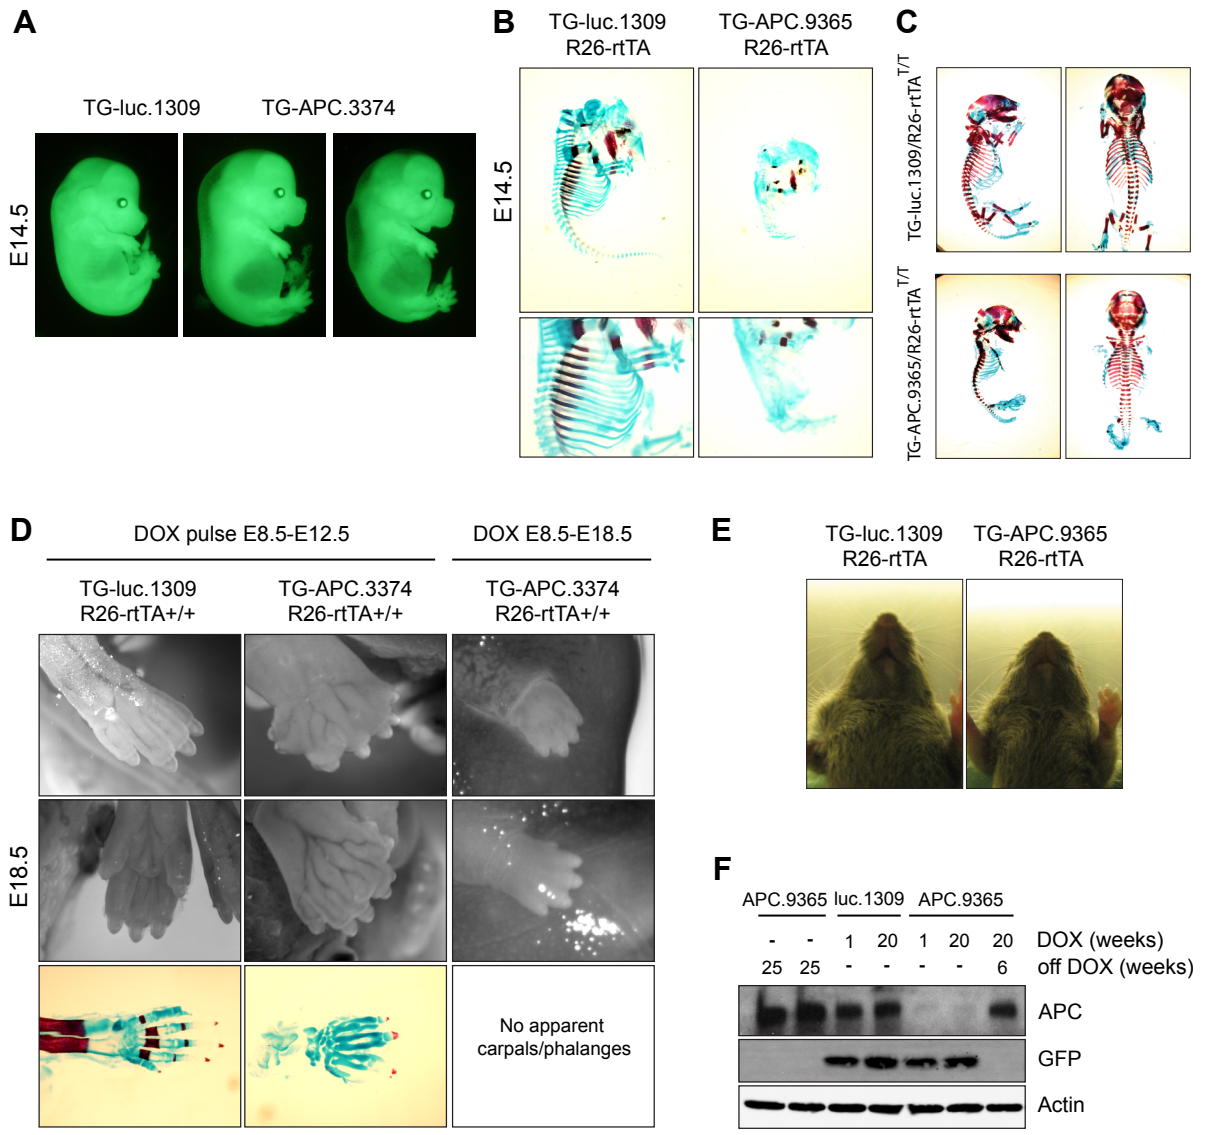 A
TG-luc.1309
TG-APC.3374
E14.5
B
TG-luc.1309
R26-rtTA
TG-APC.9365
R26-rtTA
E14.5
C
TG-luc.1309/R26-rtTA T/T
TG-APC.9365/R26-rtTA T/T
D
DOX pulse E8.5-E12.5
DOX E8.5-E18.5
TG-luc.1309
R26-rtTA+/+
TG-APC.3374
R26-rtTA+/+
TG-APC.3374
R26-rtTA+/+
E18.5
No apparent
carpals/phalanges
E
TG-luc.1309
R26-rtTA
TG-APC.9365
R26-rtTA
F
APC.9365 luc.1309 APC.9365
- - 1 20 1 20 20 DOX (weeks)
25 25 - - - - 6 off DOX (weeks)
APC
GFP
Actin